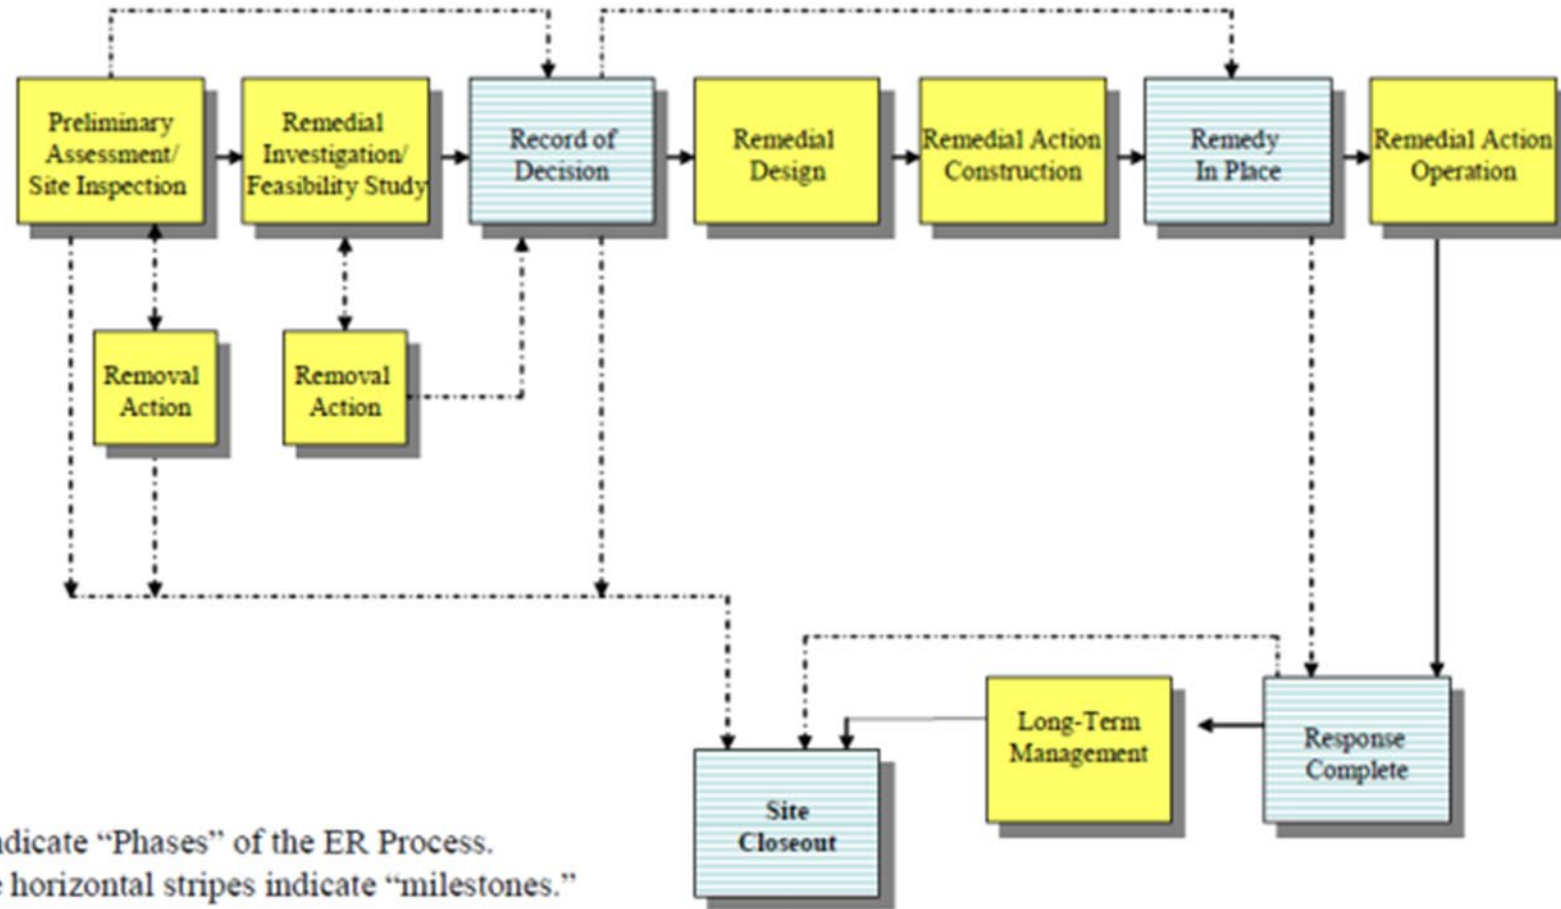 Preliminary
Assessment/
Site Inspection
Remedial
Investigation/
Feasibility Study
Record of
Decision
Remedial
Design
Remedial Action
Construction
Remedy
In Place
Remedial Action
Operation
Removal
Action
Removal
Action
Long-Term
Management
Response
Complete
Site
Closeout
“Phases” of the ER Process.
horizontal stripes indicate “milestones.”